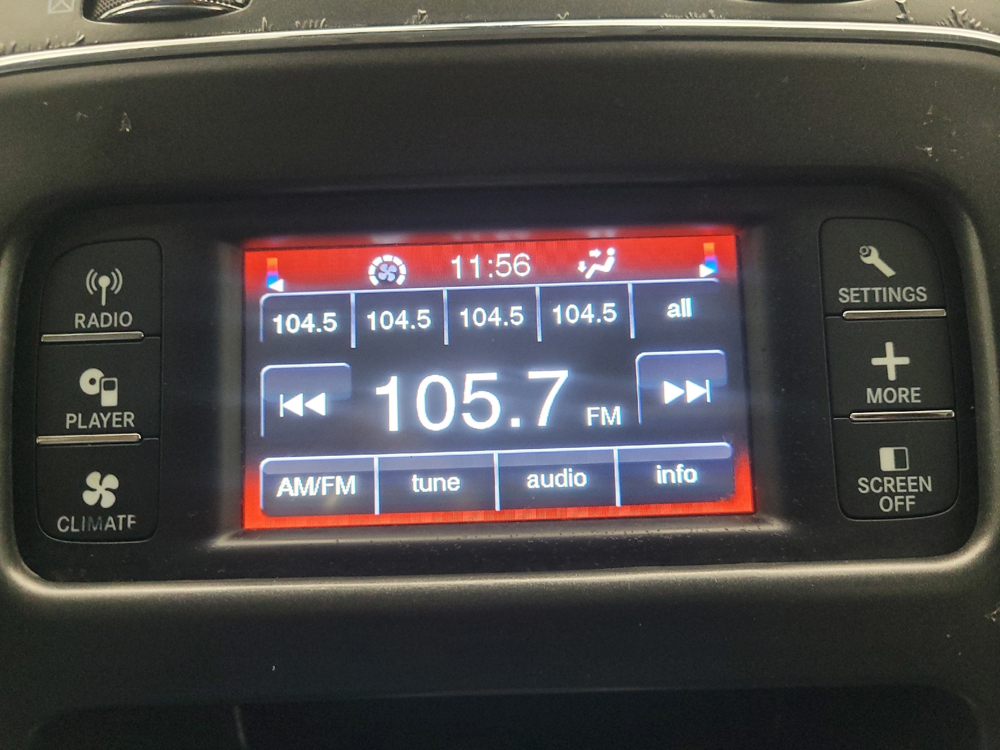 RADIO
PLAYER
CLIMATE
11:56
104.5 104.5 104.5 104.5 all
105.7 FM
AM/FM tune audio info
SETTINGS
MORE
SCREEN
OFF